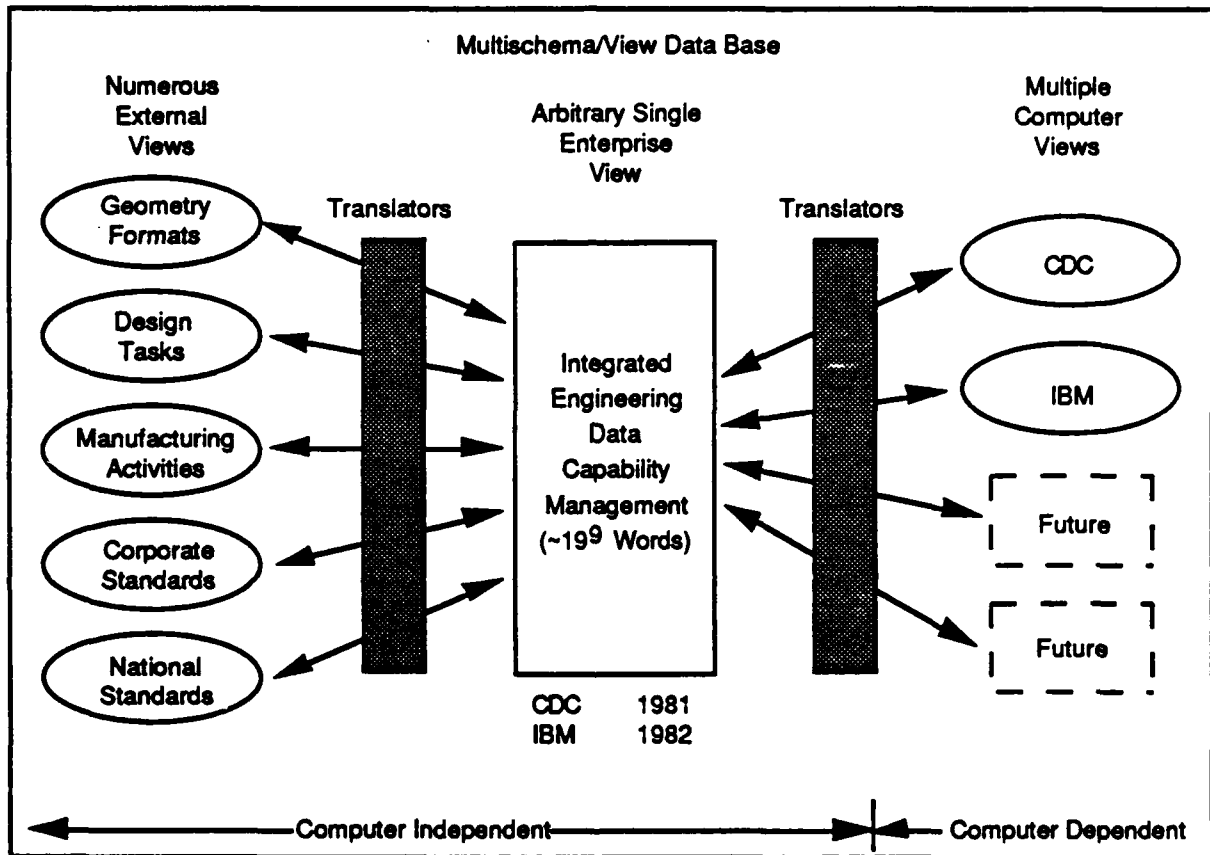 Multischema/View Data Base
Numerous
External
Views
Arbitrary Single
Enterprise
View
Multiple
Computer
Views
Translators
Translators
Geometry
Formats
Design
Tasks
Manufacturing
Activities
Corporate
Standards
National
Standards
Integrated
Engineering
Data
Capability
Management
(~19⁹ Words)
CDC
IBM
Future
Future
CDC 1981
IBM 1982
Computer Independent
Computer Dependent